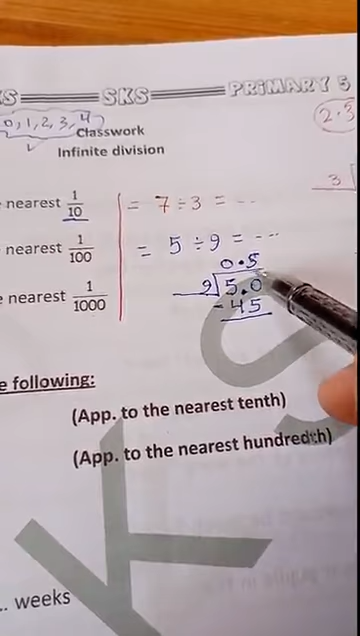 SKS PRIMARY 5
0, 1, 2, 3, 4 2.3
Classwork
Infinite division
3
nearest 1/10 = 7 ÷ 3 = ...
nearest 1/100 = 5 ÷ 9 = ---
0.5
9 5.0
nearest 1/1000 - 45
following:
(App. to the nearest tenth)
(App. to the nearest hundredth)
.. weeks
SK